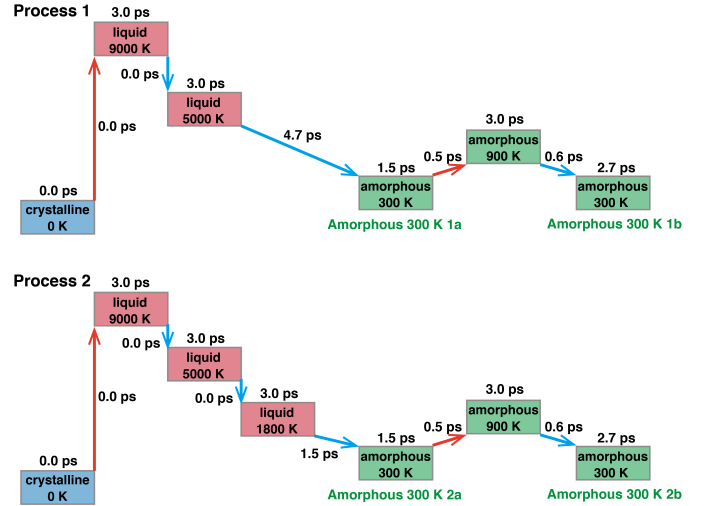 Process 1
3.0 ps
liquid
9000 K
0.0 ps
3.0 ps
liquid
5000 K
0.0 ps
4.7 ps
3.0 ps
amorphous
900 K
0.5 ps
0.6 ps
1.5 ps
amorphous
300 K
2.7 ps
amorphous
300 K
0.0 ps
crystalline
0 K
Amorphous 300 K 1a
Amorphous 300 K 1b
Process 2
3.0 ps
liquid
9000 K
0.0 ps
3.0 ps
liquid
5000 K
0.0 ps
0.0 ps
3.0 ps
liquid
1800 K
1.5 ps
3.0 ps
amorphous
900 K
0.5 ps
0.6 ps
1.5 ps
amorphous
300 K
2.7 ps
amorphous
300 K
0.0 ps
crystalline
0 K
Amorphous 300 K 2a
Amorphous 300 K 2b